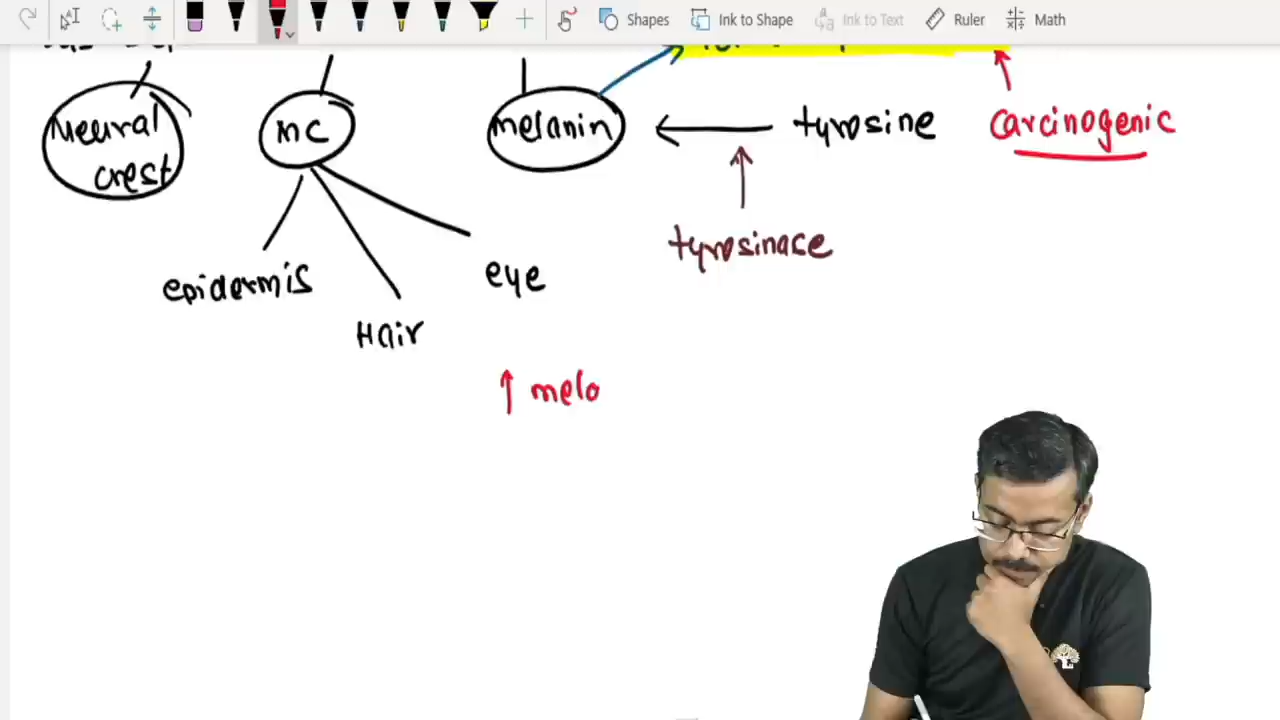 Shapes
Ink to Shape
Ink to Text
Ruler
Math
Neural
crest
mc
melanin
tyrosine
carcinogenic
tyrosinase
epidermis
Hair
eye
↑ melo